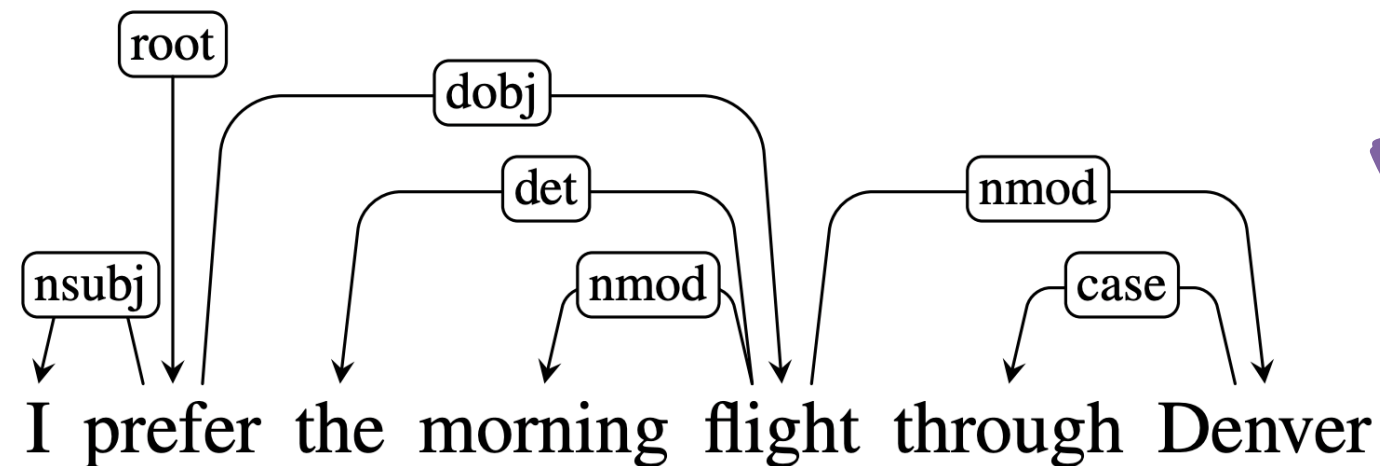 root
dobj
det
nmod
nsubj
nmod
case
I prefer the morning flight through Denver